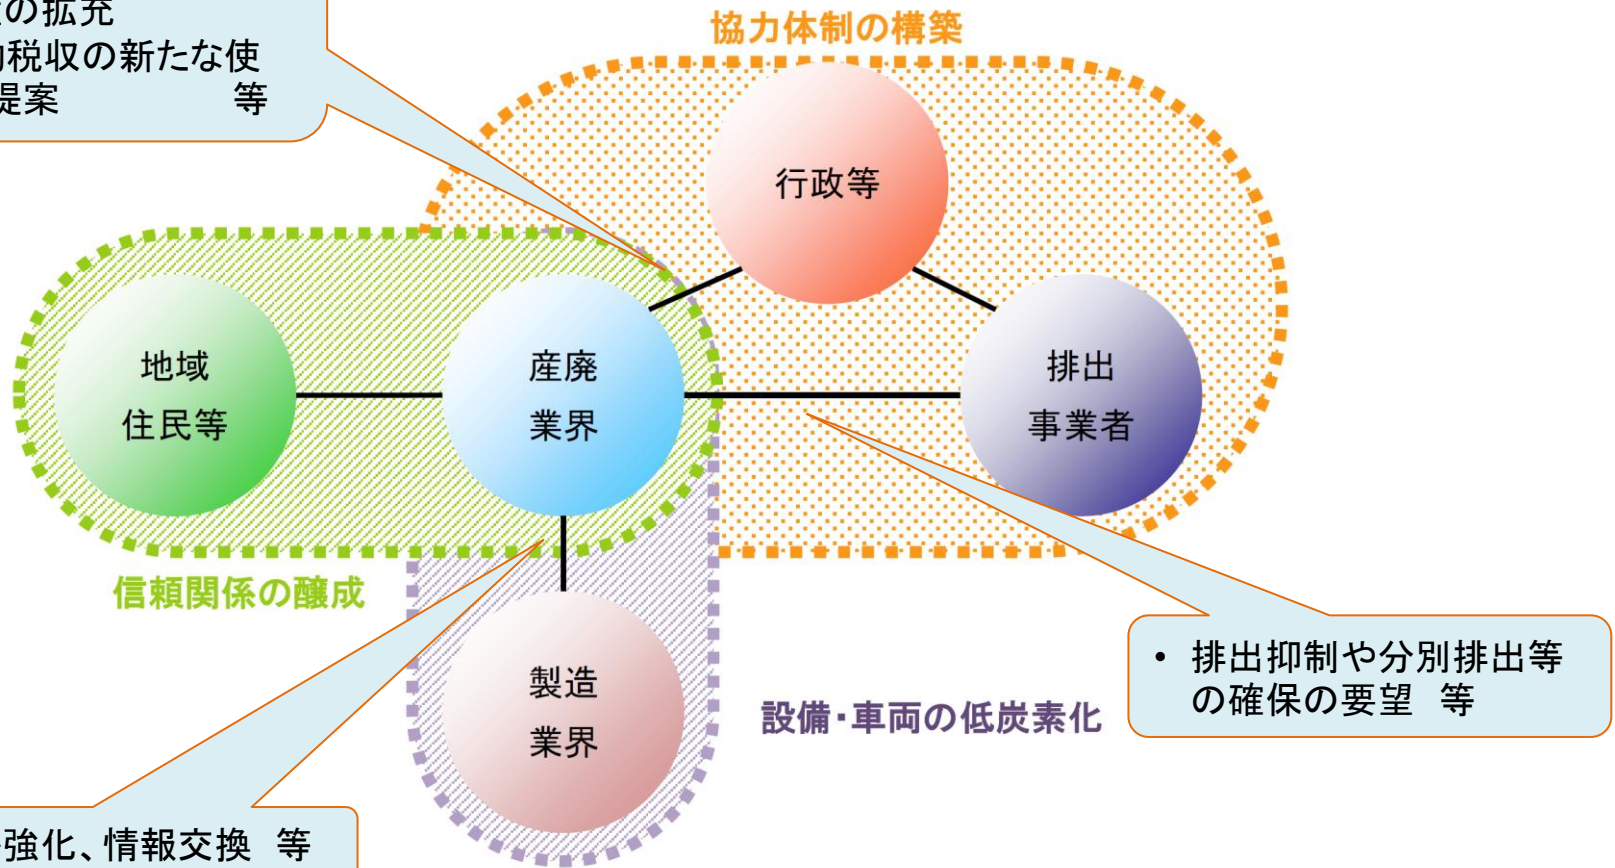 の拡充
税収の新たな使
提案 等
協力体制の構築
行政等
地域
住民等
産廃
業界
排出
事業者
信頼関係の醸成
製造
業界
設備・車両の低炭素化
• 排出抑制や分別排出等
の確保の要望 等
強化、情報交換 等